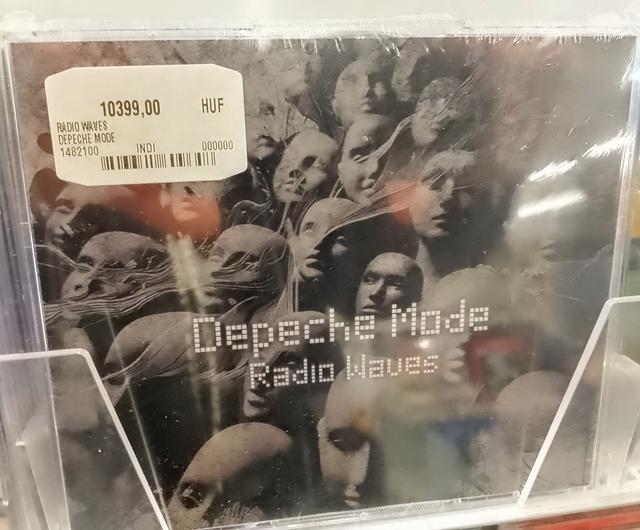 10399,00 HUF
RADIO WAVES
DEPECHE MODE
1482100 INDI 000000
Depeche Mode
Radio Waves